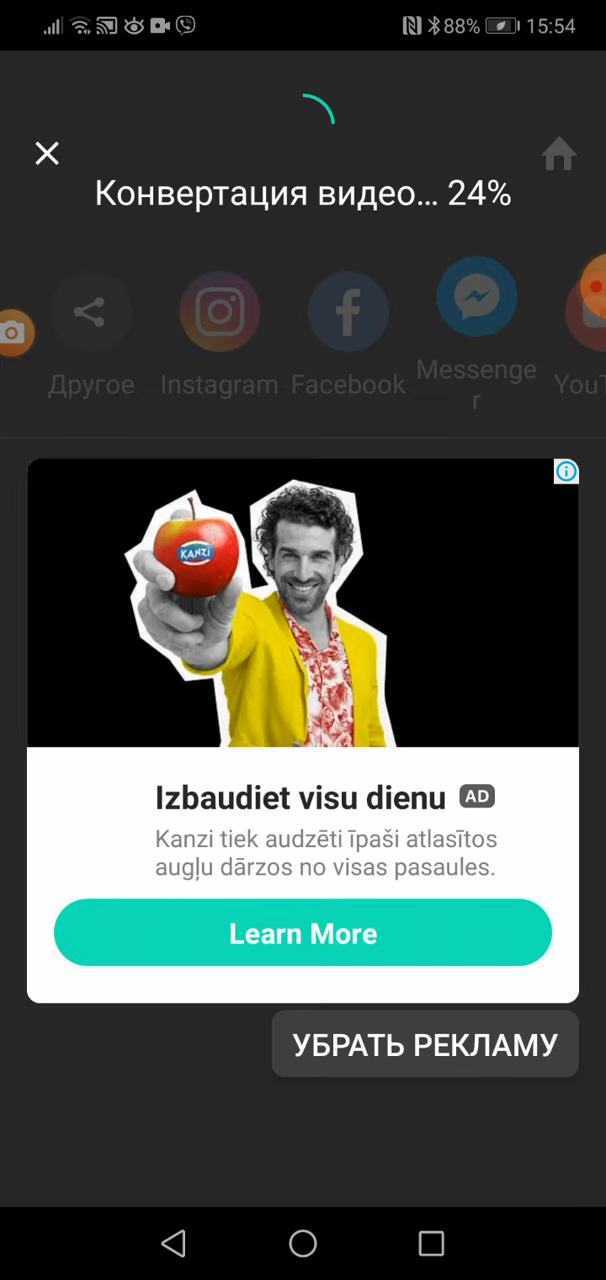 88% 15:54
Конвертация видео... 24%
Другое Instagram Facebook Messenge
r
KANZI
Izbaudiet visu dienu AD
Kanzi tiek audzēti īpaši atlasītos
augļu dārzos no visas pasaules.
Learn More
УБРАТЬ РЕКЛАМУ